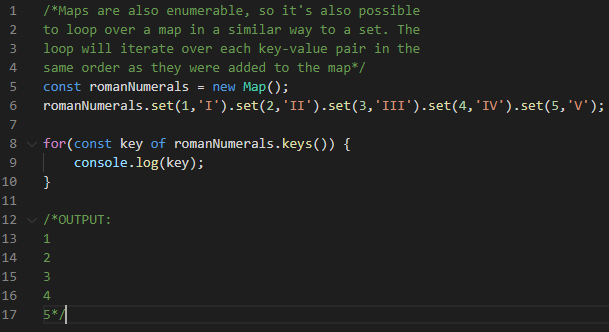 1 /*Maps are also enumerable, so it's also possible
2 to loop over a map in a similar way to a set. The
3 loop will iterate over each key-value pair in the
4 same order as they were added to the map*/
5 const romanNumerals = new Map();
6 romanNumerals.set(1,'I').set(2,'II').set(3,'III').set(4,'IV').set(5,'V');
7
8 for(const key of romanNumerals.keys()) {
9     console.log(key);
10 }
11
12 /*OUTPUT:
13 1
14 2
15 3
16 4
17 5*/